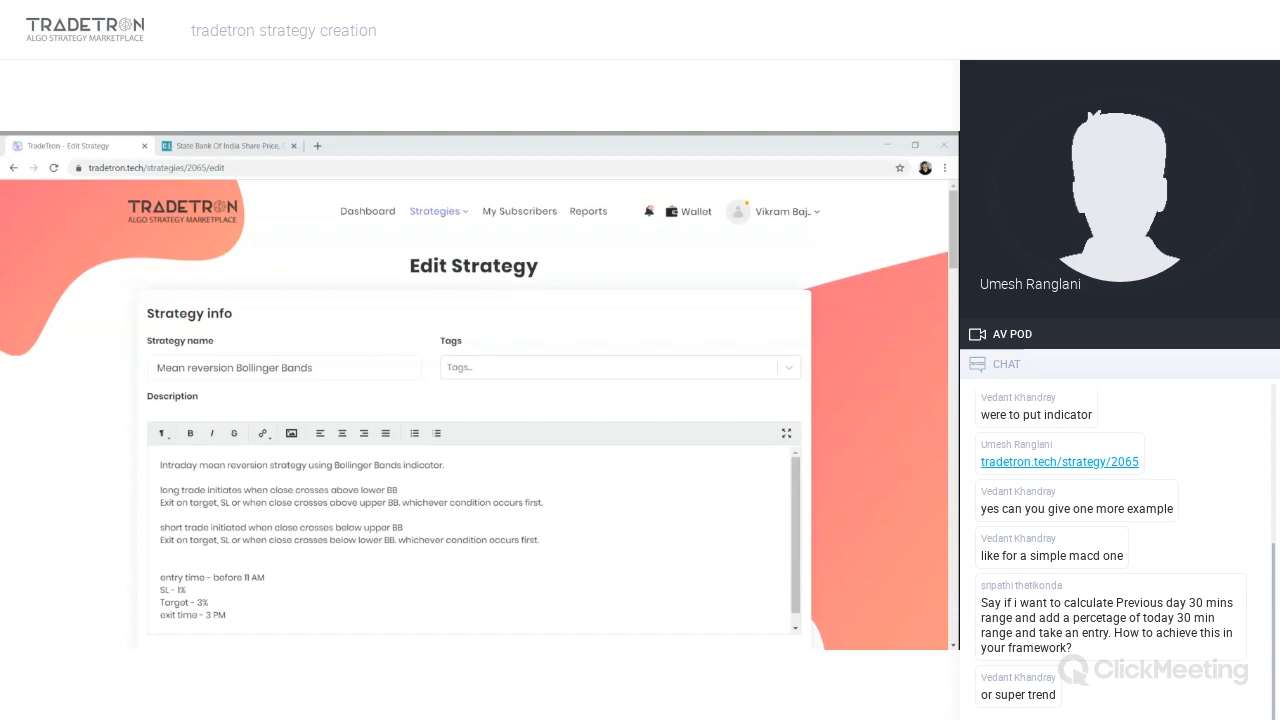 TRADETRON
ALGO STRATEGY MARKETPLACE
tradetron strategy creation
TradeTron - Edit Strategy
State Bank Of India Share Price,
tradetron.tech/strategies/2065/edit
TRADETRON
ALGO STRATEGY MARKETPLACE
Dashboard Strategies My Subscribers Reports Wallet Vikram Baj..
Edit Strategy
Strategy info
Strategy name Tags
Mean reversion Bollinger Bands Tags...
Description
Intraday mean reversion strategy using Bollinger Bands indicator.
long trade initiates when close crosses above lower BB
Exit on target, SL or when close crosses above upper BB. whichever condition occurs first.
short trade initiated when close crosses below uppor BB
Exit on target, SL or when close crosses below lower BB. whichever condition occurs first.
entry time - before 11 AM
SL - 1%
Target - 3%
exit time - 3 PM
Umesh Ranglani
AV POD
CHAT
Vedant Khandray
were to put indicator
Umesh Ranglani
tradetron.tech/strategy/2065
Vedant Khandray
yes can you give one more example
Vedant Khandray
like for a simple macd one
sripathi thatikonda
Say if i want to calculate Previous day 30 mins
range and add a percetage of today 30 min
range and take an entry. How to achieve this in
your framework?
Vedant Khandray
or super trend
ClickMeeting